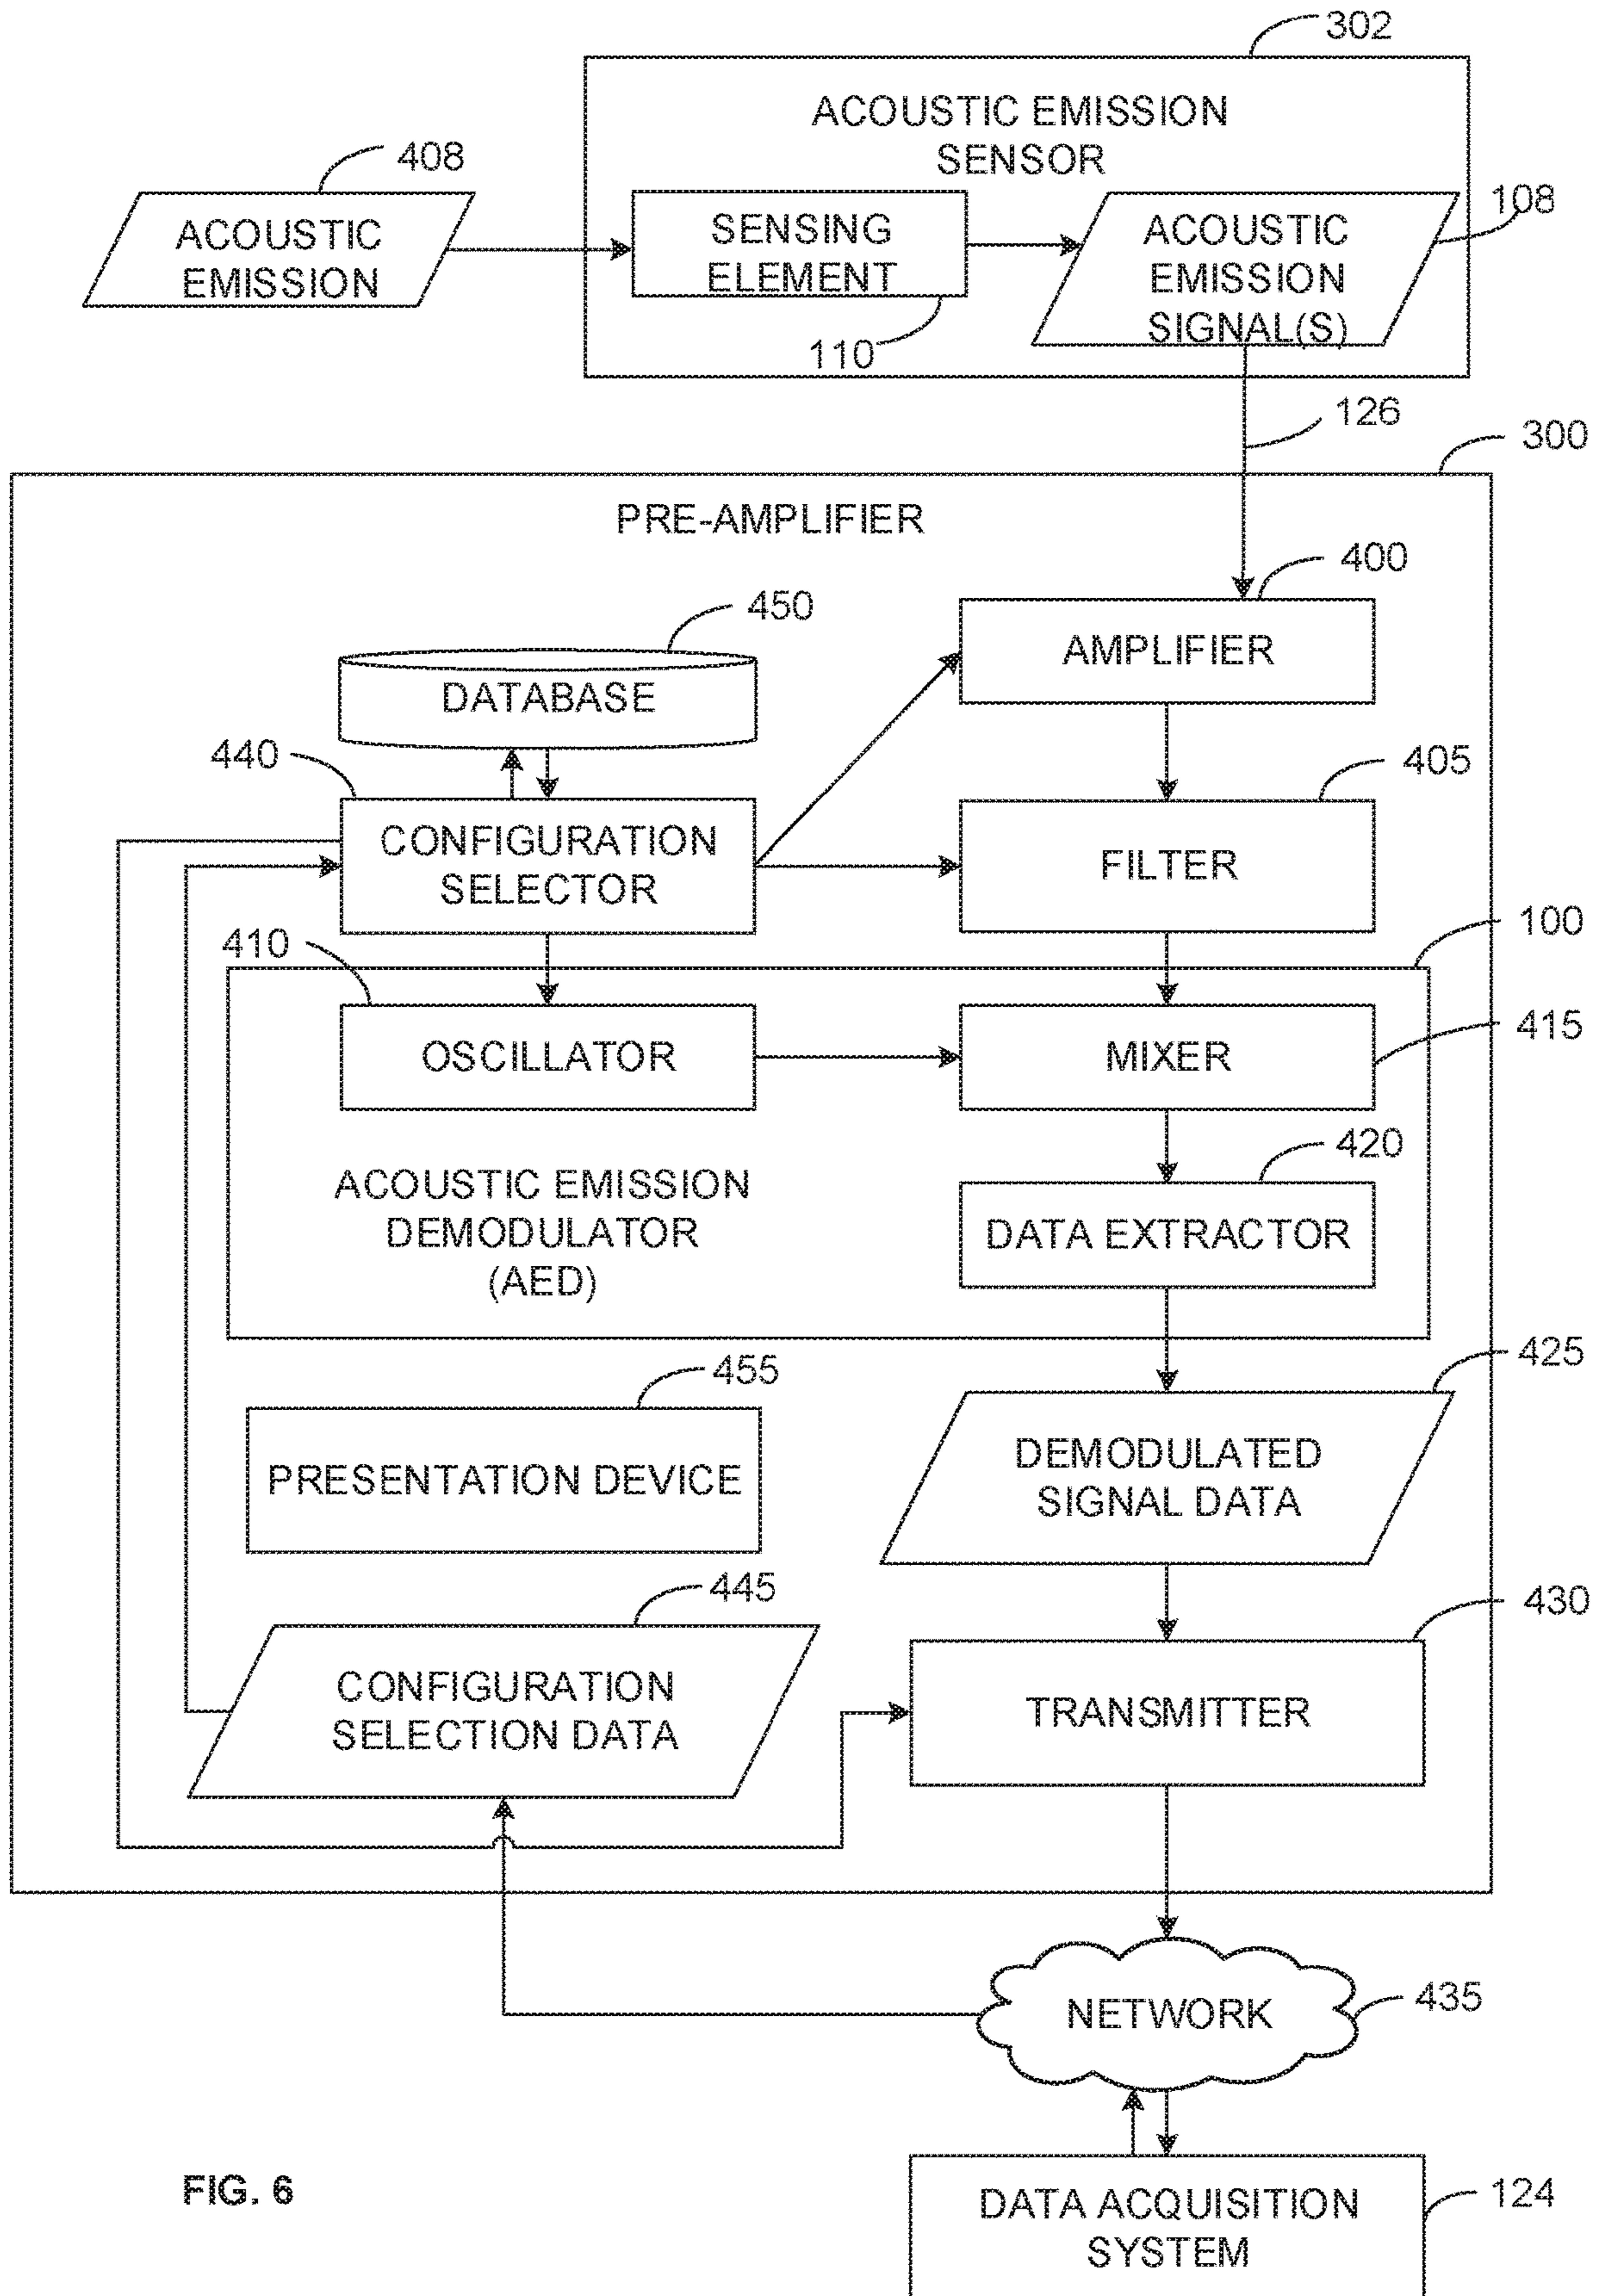 302
ACOUSTIC EMISSION
SENSOR
408
ACOUSTIC
EMISSION
SENSING
ELEMENT
110
ACOUSTIC
EMISSION
SIGNAL(S)
108
126
300
PRE-AMPLIFIER
400
AMPLIFIER
450
DATABASE
440
CONFIGURATION
SELECTOR
405
FILTER
100
410
OSCILLATOR
MIXER
415
ACOUSTIC EMISSION
DEMODULATOR
(AED)
420
DATA EXTRACTOR
425
455
PRESENTATION DEVICE
DEMODULATED
SIGNAL DATA
445
CONFIGURATION
SELECTION DATA
430
TRANSMITTER
NETWORK
435
FIG. 6
DATA ACQUISITION
SYSTEM
124